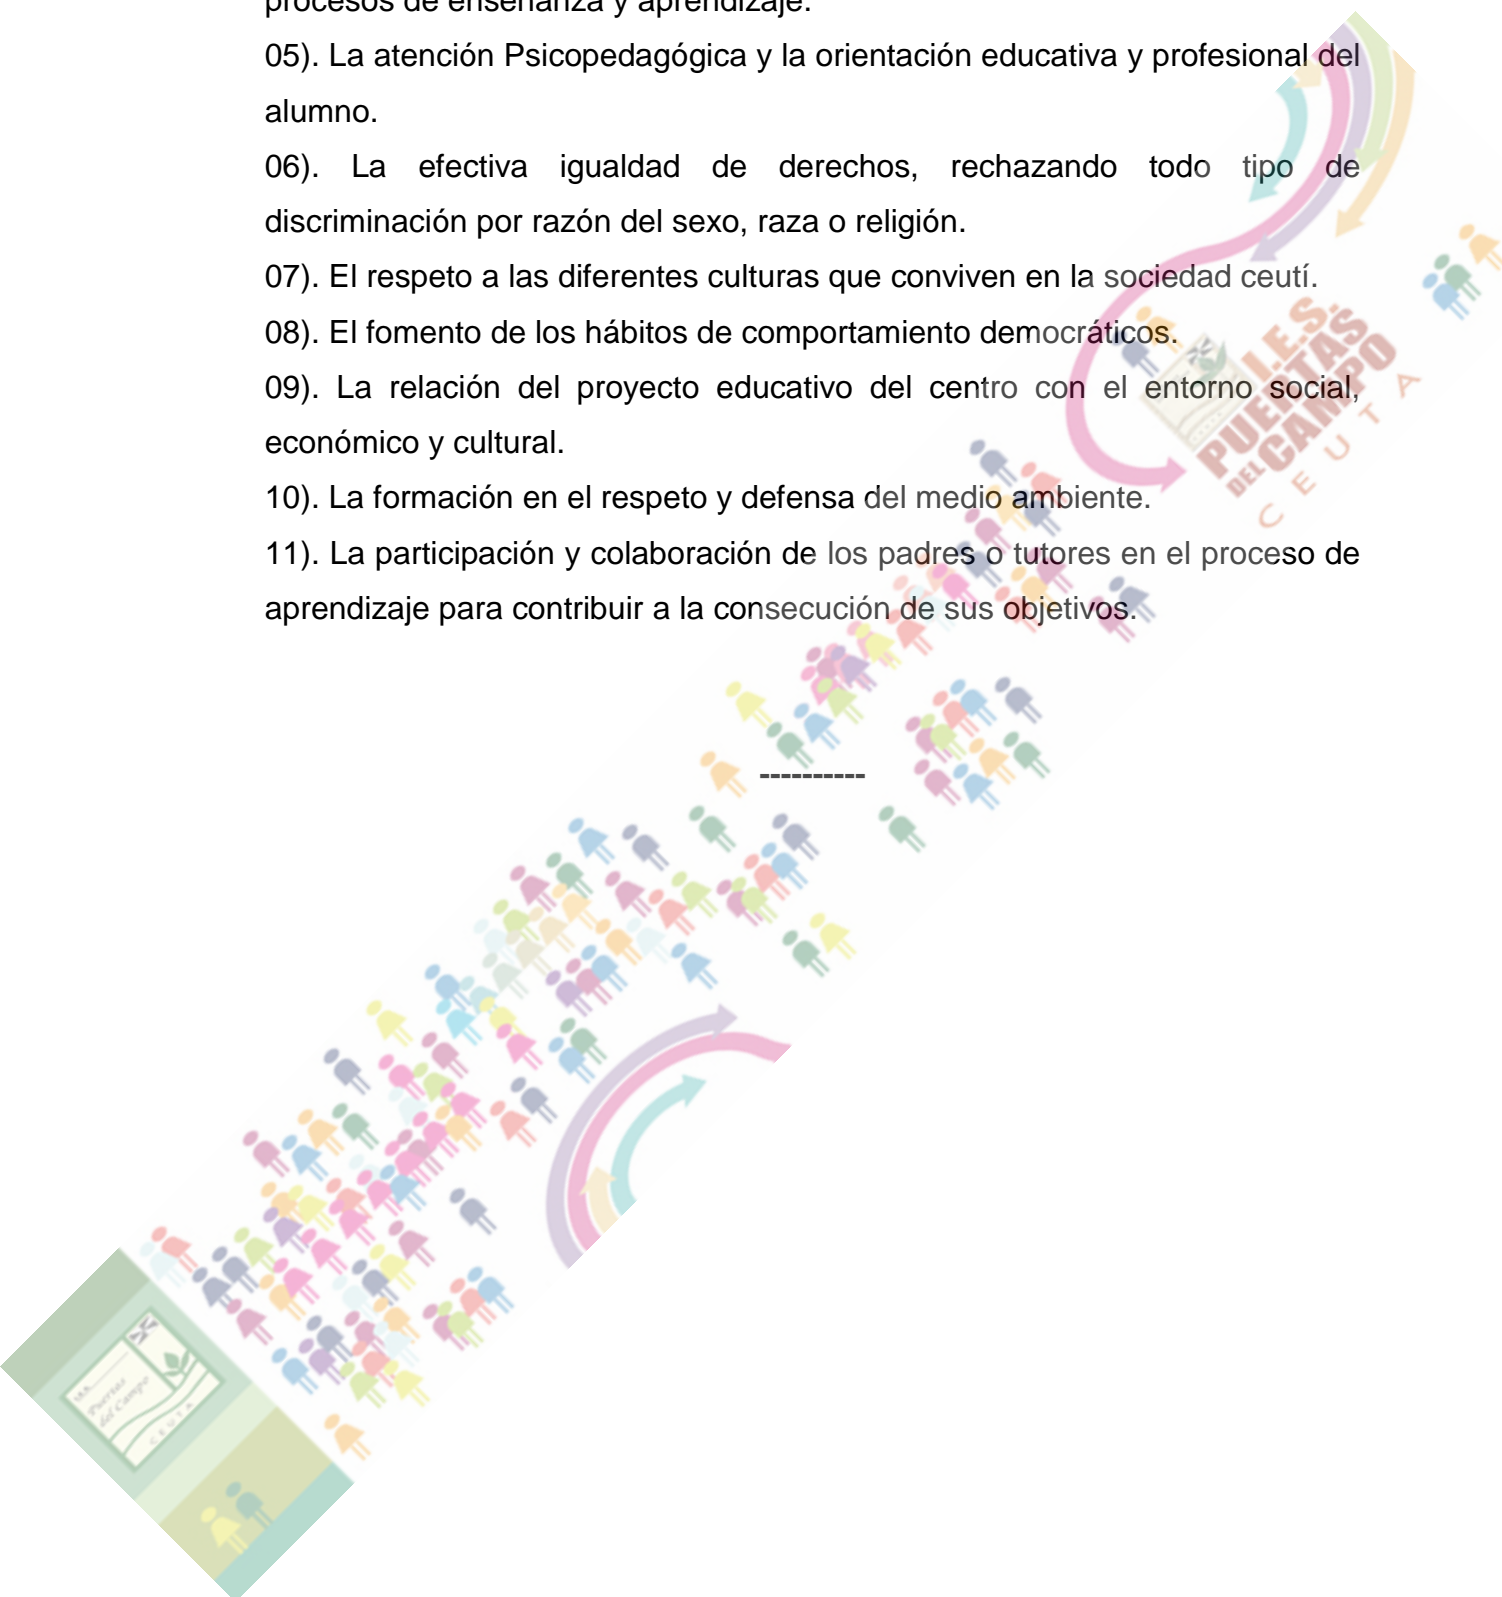 procesos de enseñanza y aprendizaje.
05). La atención Psicopedagógica y la orientación educativa y profesional del
alumno.
06). La efectiva igualdad de derechos, rechazando todo tipo de
discriminación por razón del sexo, raza o religión.
07). El respeto a las diferentes culturas que conviven en la sociedad ceutí.
08). El fomento de los hábitos de comportamiento democráticos.
09). La relación del proyecto educativo del centro con el entorno social,
económico y cultural.
10). La formación en el respeto y defensa del medio ambiente.
11). La participación y colaboración de los padres o tutores en el proceso de
aprendizaje para contribuir a la consecución de sus objetivos.
----------
I.E.S.
PUERTAS
DEL CAMPO
CEUTA
Puertas
del Campo
CEUTA